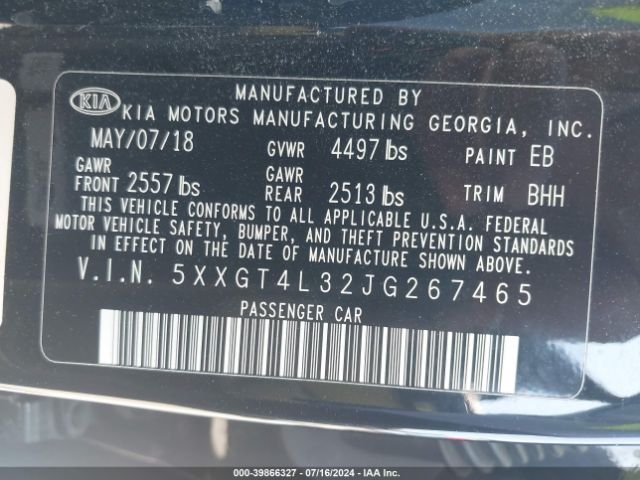 MANUFACTURED BY
KIA KIA MOTORS MANUFACTURING GEORGIA, INC.
MAY/07/18 GVWR 4497 lbs PAINT EB
GAWR FRONT 2557 lbs GAWR REAR 2513 lbs TRIM BHH
THIS VEHICLE CONFORMS TO ALL APPLICABLE U.S.A. FEDERAL
MOTOR VEHICLE SAFETY, BUMPER, AND THEFT PREVENTION STANDARDS
IN EFFECT ON THE DATE OF MANUFACTURE SHOWN ABOVE.
V.I.N. 5XXGT4L32JG267465
PASSENGER CAR
000-39866327 - 07/16/2024 - IAA Auctions